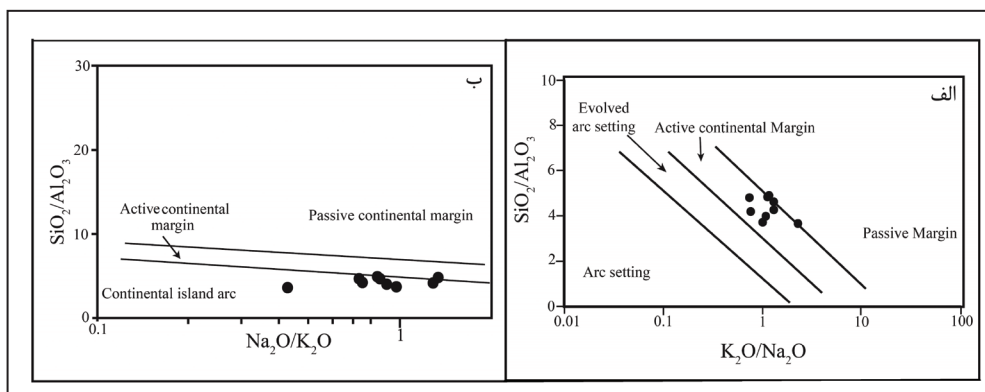 ب
30
20
10
0
SiO₂/Al₂O₃
Active continental
margin
Passive continental margin
Continental island arc
0.1
1
Na₂O/K₂O
الف
10
8
6
4
2
0
SiO₂/Al₂O₃
Evolved
arc setting
Active continental Margin
Passive Margin
Arc setting
0.01
0.1
1
10
100
K₂O/Na₂O